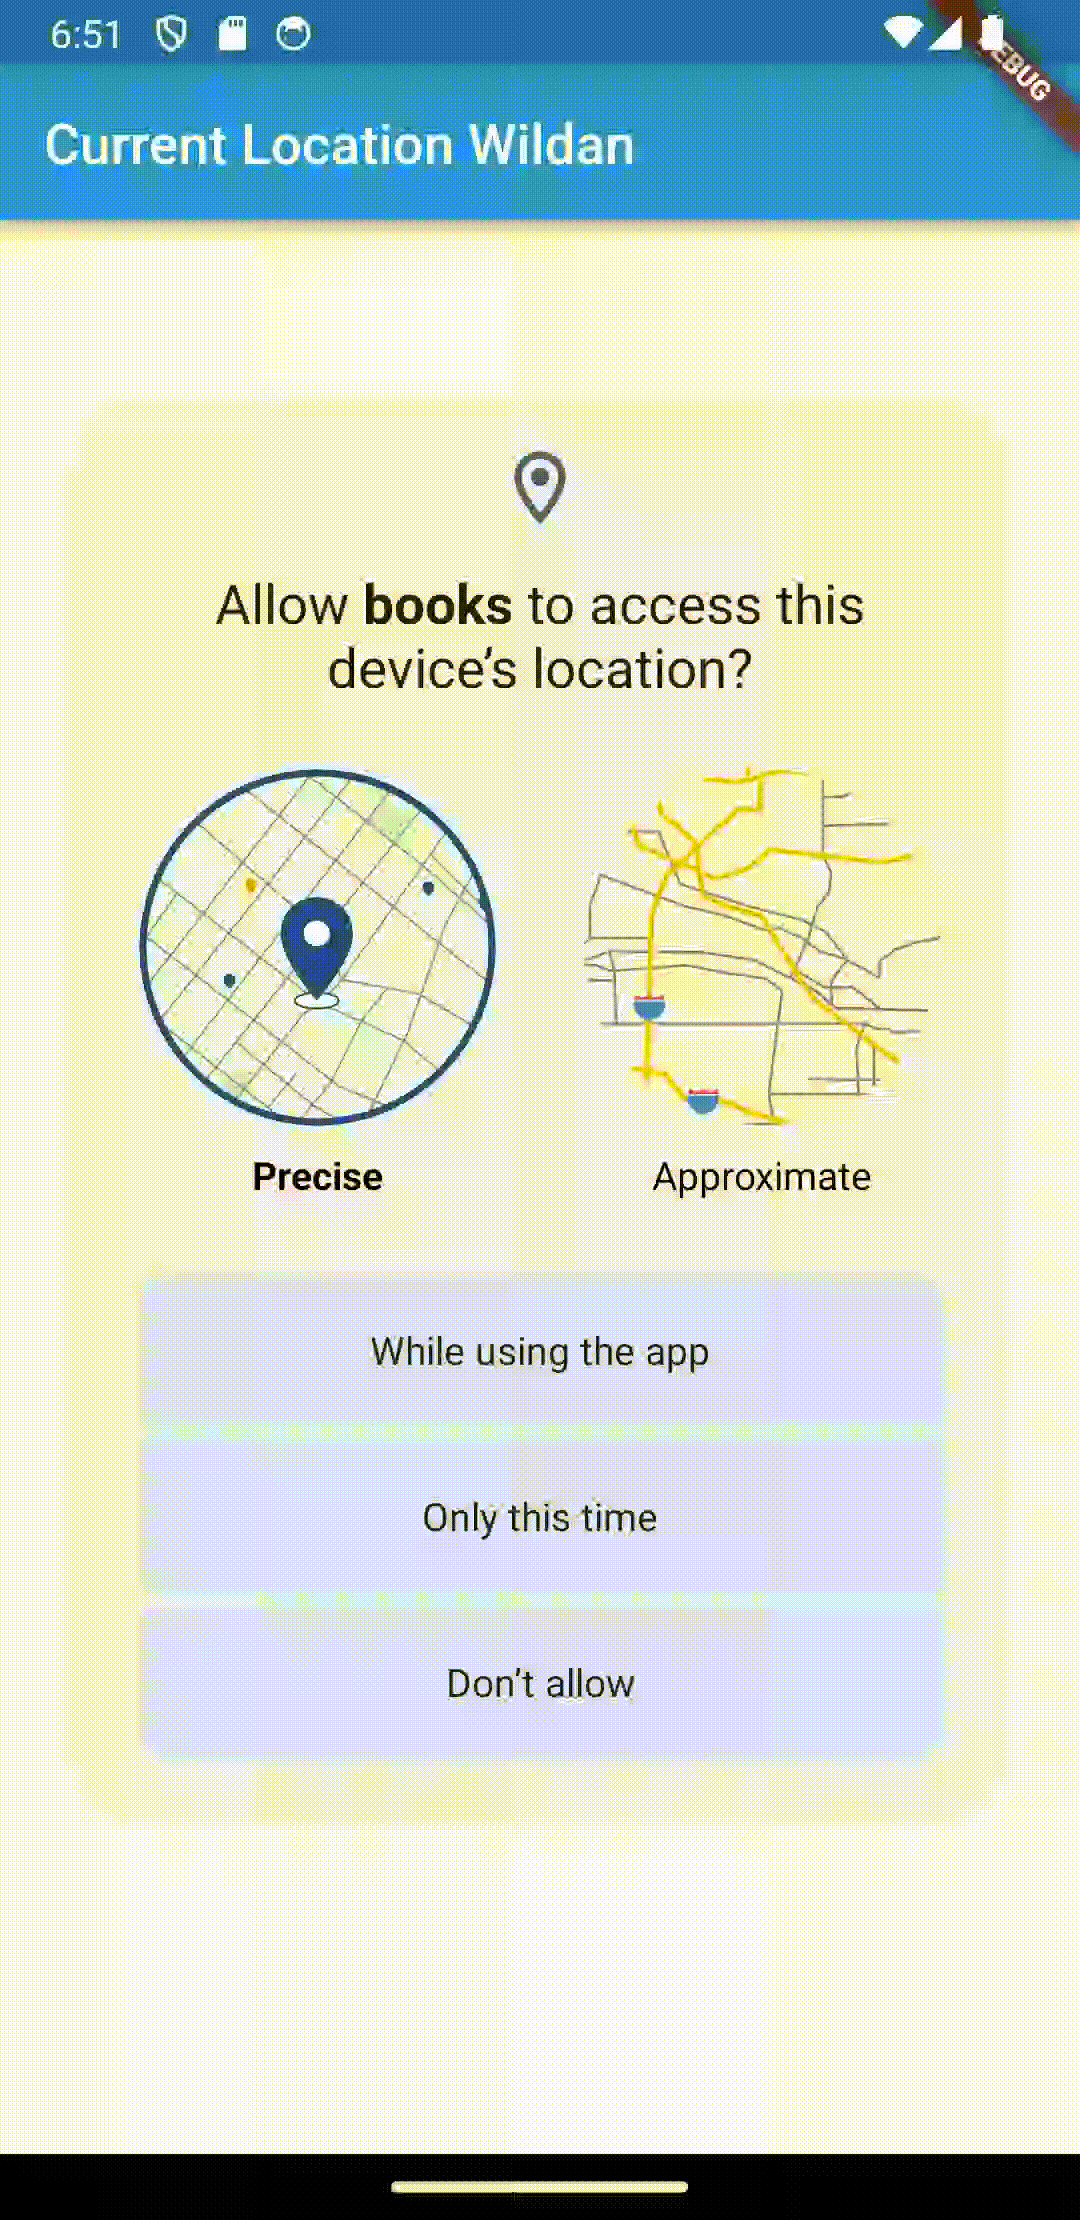 6:51
Current Location Wildan
Allow books to access this
device's location?
Precise
Approximate
While using the app
Only this time
Don't allow